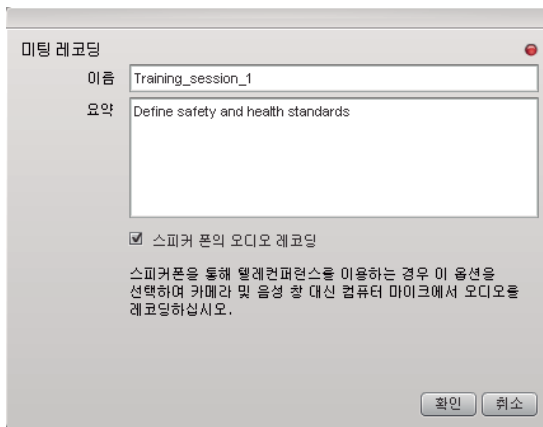 미팅 레코딩
이름 Training_session_1
요약 Define safety and health standards
스피커 폰의 오디오 레코딩
스피커폰을 통해 텔레컨퍼런스를 이용하는 경우 이 옵션을
선택하여 카메라 및 음성 창 대신 컴퓨터 마이크에서 오디오를
레코딩하십시오.
확인 취소